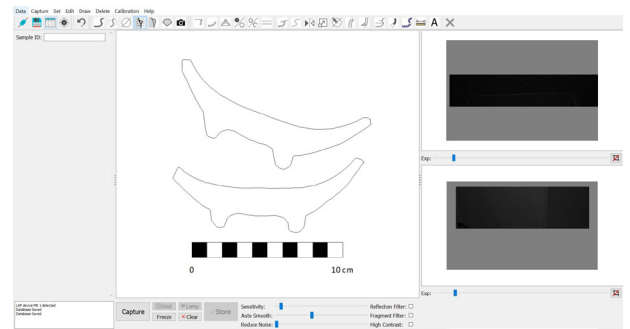 Data Capture Set Edit Draw Delete Calibration Help
A
Sample ID:
Exp:
0 10 cm
Exp:
LAP device MK 1 detected
Database Saved
Database Saved
Capture
Grid Lamp
Freeze Clear
Store
Sensitivity:
Auto Smooth:
Reduce Noise:
Reflection Filter:
Fragment Filter:
High Contrast: